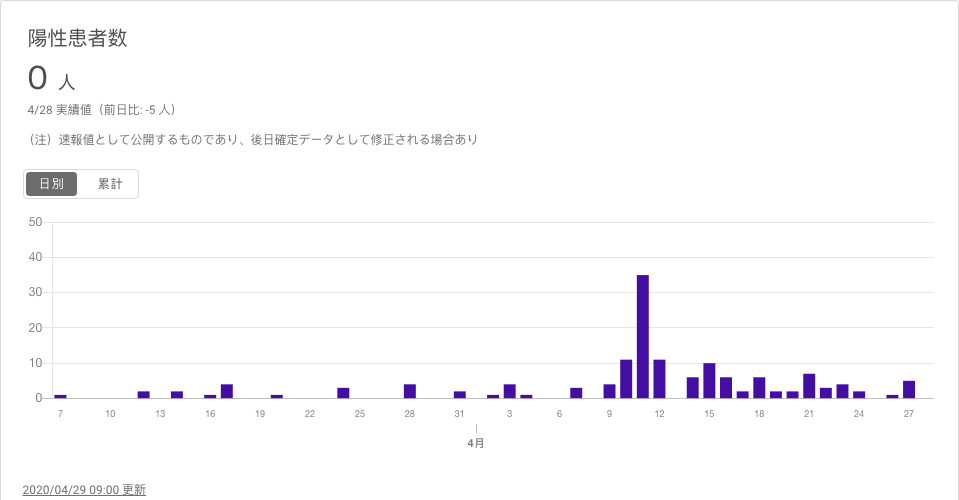 陽性患者数
0 人
4/28 実績値（前日比: -5 人）
（注）速報値として公開するものであり、後日確定データとして修正される場合あり
日別 累計
50
40
30
20
10
0
7 10 13 16 19 22 25 28 31 3 6 9 12 15 18 21 24 27
4月
2020/04/29 09:00 更新